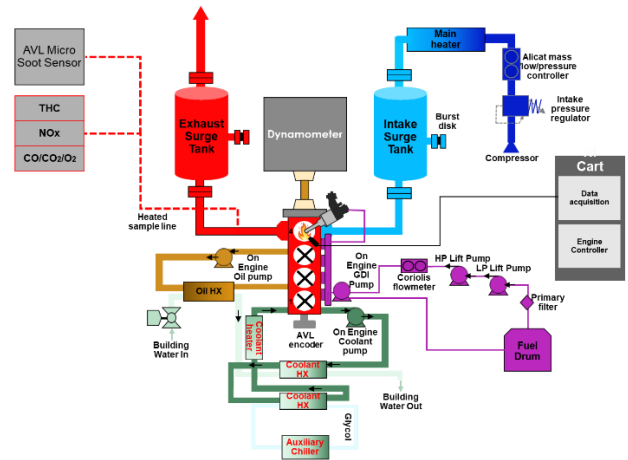 AVL Micro
Soot Sensor
THC
NOx
CO/CO2/O2
Exhaust
Surge
Tank
Dynamometer
Main
heater
Alicat mass
flow/pressure
controller
Intake
pressure
regulator
Compressor
Intake
Surge
Tank
Burst
disk
Cart
Data
acquisition
Engine
Controller
Heated
sample line
On
Engine
Oil pump
Oil HX
On
Engine
GDI
Pump
Coriolis
flowmeter
HP Lift Pump
LP Lift Pump
Primary
filter
Fuel
Drum
Building
Water In
Coolant
heater
AVL
encoder
On Engine
Coolant
pump
Coolant
HX
Coolant
HX
Building
Water Out
Glycol
Auxiliary
Chiller